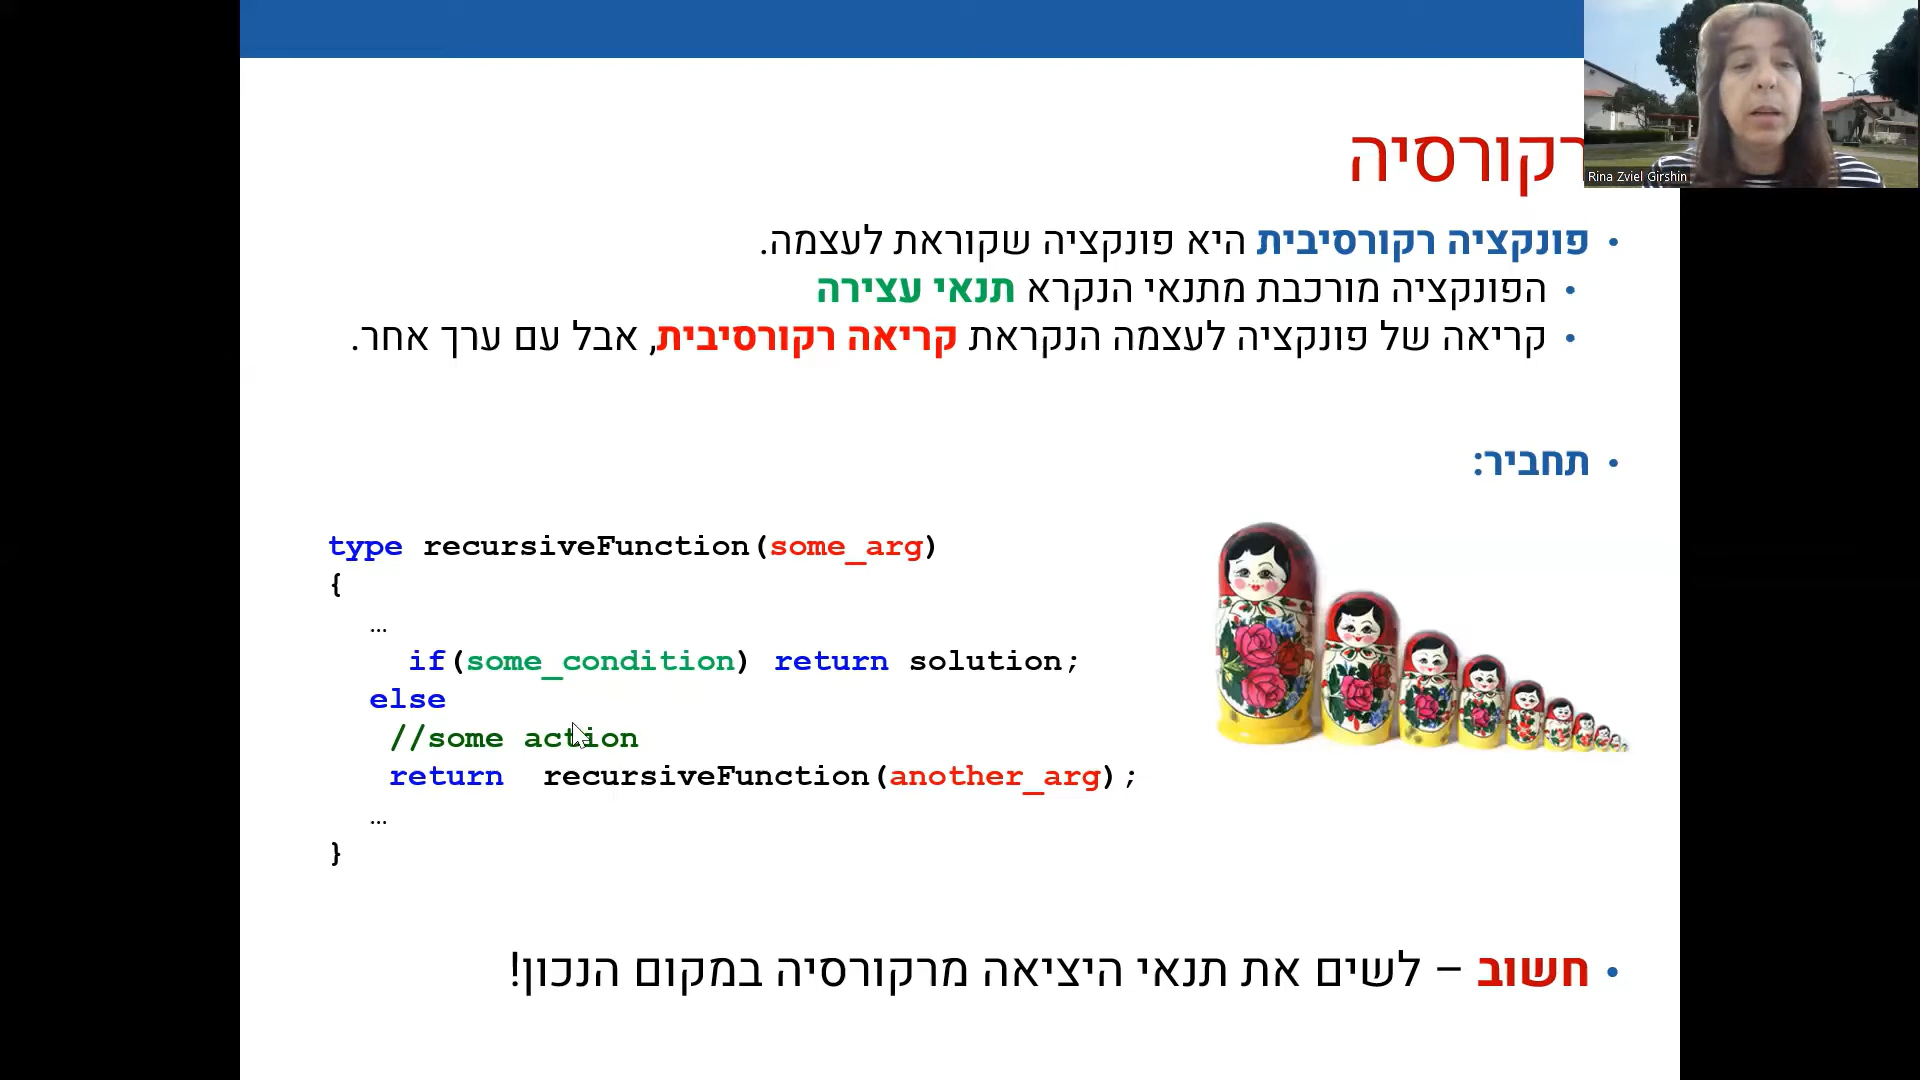 רקורסיה
Rina Zviel Girshin
• פונקציה רקורסיבית היא פונקציה שקוראת לעצמה.
• הפונקציה מורכבת מתנאי הנקרא תנאי עצירה
• קריאה של פונקציה לעצמה הנקראת קריאה רקורסיבית, אבל עם ערך אחר.
• תחביר:
type recursiveFunction(some_arg)
{
…
if(some_condition) return solution;
else
//some action
return recursiveFunction(another_arg);
…
}
• חשוב – לשים את תנאי היציאה מרקורסיה במקום הנכון!